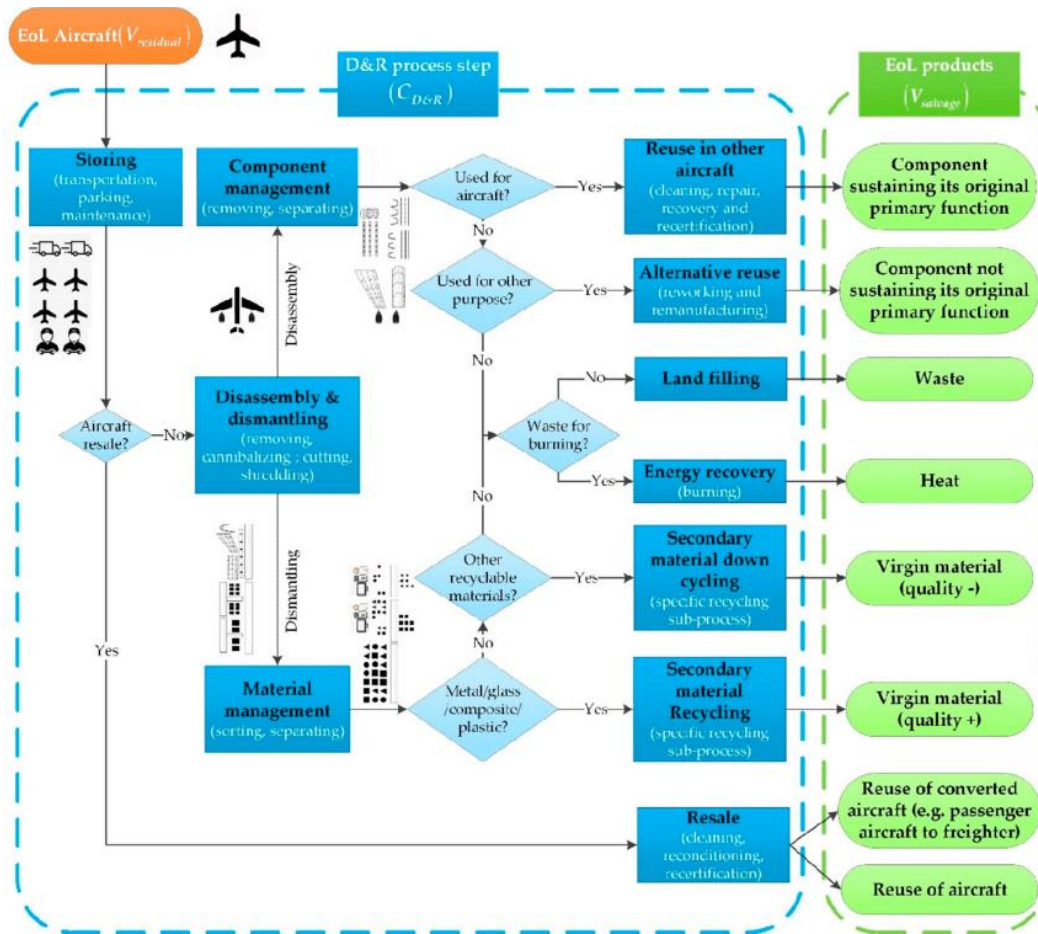 EoL Aircraft(V_residual)
D&R process step
(C_D&R)
EoL products
(V_salvage)
Storing
(transportation,
parking,
maintenance)
Component
management
(removing, separating)
Used for
aircraft?
Yes
Reuse in other
aircraft
(cleaning, repair,
recovery and
recertification)
Component
sustaining its original
primary function
No
Used for other
purpose?
Yes
Alternative reuse
(reworking and
remanufacturing)
Component not
sustaining its original
primary function
Disassembly
No
No
Land filling
Waste
Aircraft
resale?
No
Disassembly &
dismantling
(removing,
cannibalizing ; cutting,
shredding)
Waste for
burning?
Yes
Energy recovery
(burning)
Heat
No
Dismantling
Other
recyclable
materials?
Yes
Secondary
material down
cycling
(specific recycling
sub-process)
Virgin material
(quality -)
Yes
No
Material
management
(sorting, separating)
Metal/glass
/composite/
plastic?
Yes
Secondary
material Recycling
(specific recycling
sub-process)
Virgin material
(quality +)
Resale
(cleaning,
reconditioning,
recertification)
Reuse of converted
aircraft (e.g. passenger
aircraft to freighter)
Reuse of aircraft